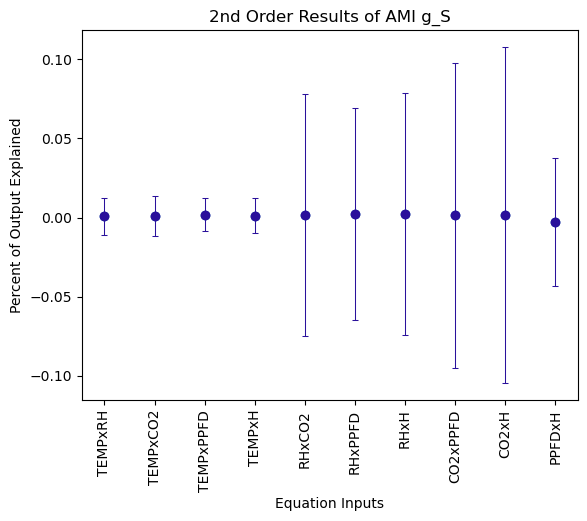 2nd Order Results of AMI g_S
Percent of Output Explained
0.10
0.05
0.00
−0.05
−0.10
TEMPxRH
TEMPxCO2
TEMPxPPFD
TEMPxH
RHxCO2
RHxPPFD
RHxH
CO2xPPFD
CO2xH
PPFDxH
Equation Inputs